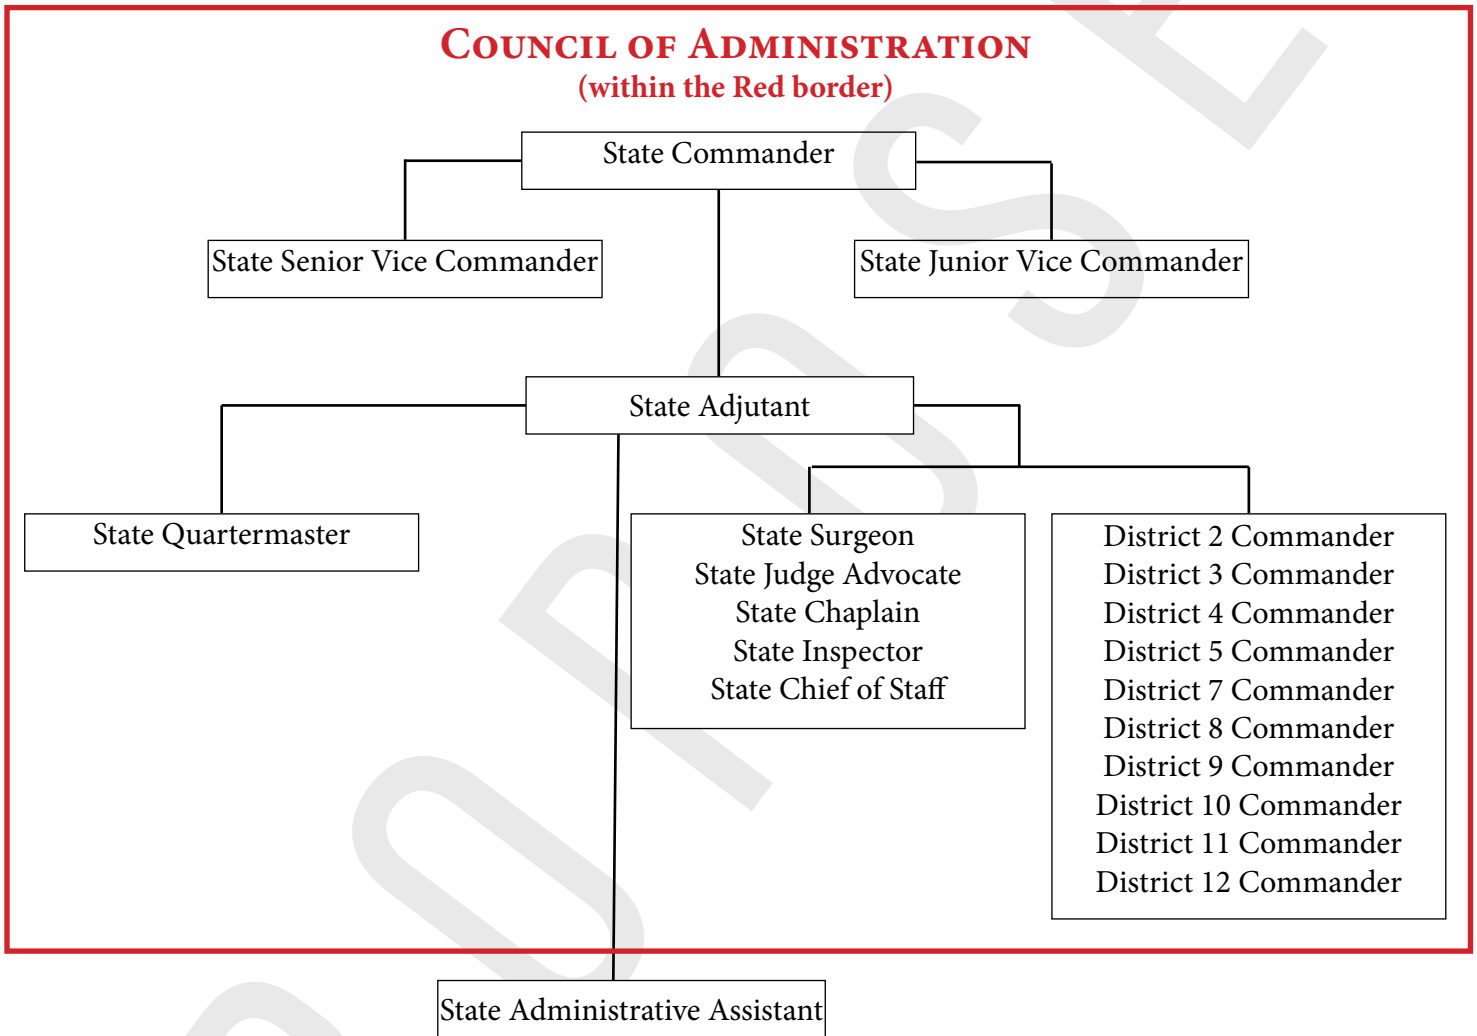 Council of Administration
(within the Red border)
State Commander
State Senior Vice Commander
State Junior Vice Commander
State Adjutant
State Quartermaster
State Surgeon
State Judge Advocate
State Chaplain
State Inspector
State Chief of Staff
District 2 Commander
District 3 Commander
District 4 Commander
District 5 Commander
District 7 Commander
District 8 Commander
District 9 Commander
District 10 Commander
District 11 Commander
District 12 Commander
State Administrative Assistant